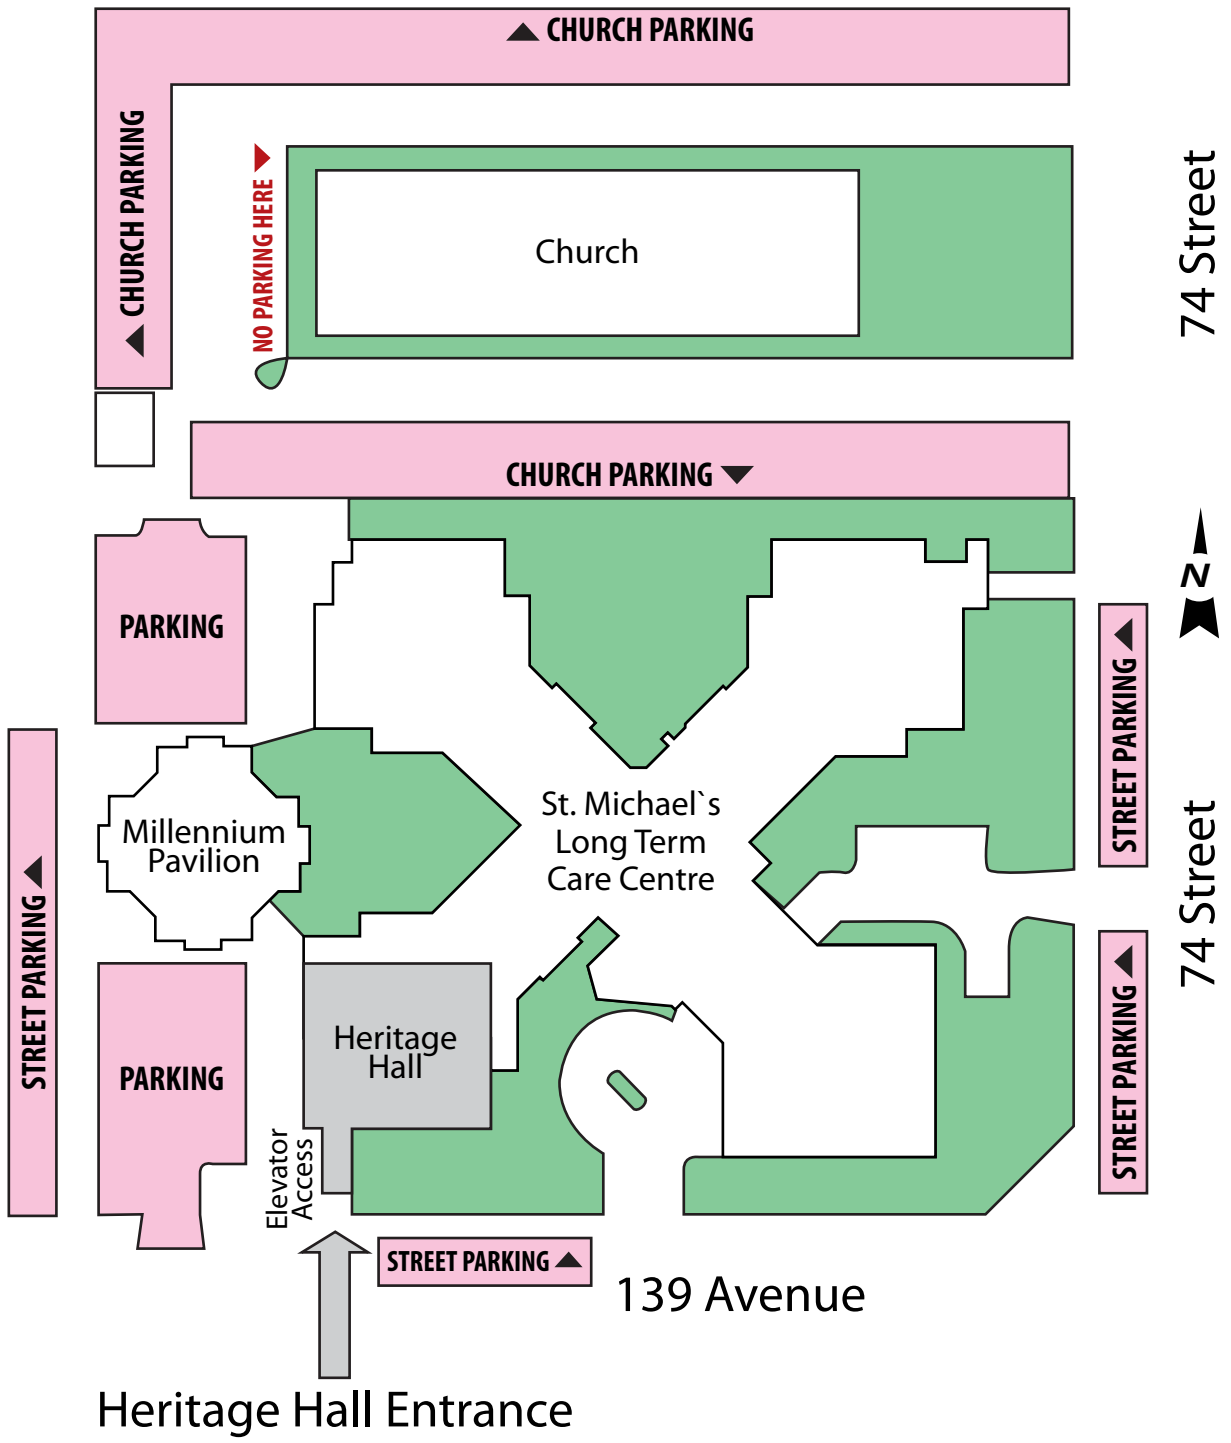 CHURCH PARKING
CHURCH PARKING
NO PARKING HERE
Church
74 Street
CHURCH PARKING
N
PARKING
STREET PARKING
St. Michael`s
Long Term
Care Centre
Millennium
Pavilion
STREET PARKING
74 Street
STREET PARKING
Heritage
Hall
PARKING
Elevator
Access
STREET PARKING
139 Avenue
Heritage Hall Entrance